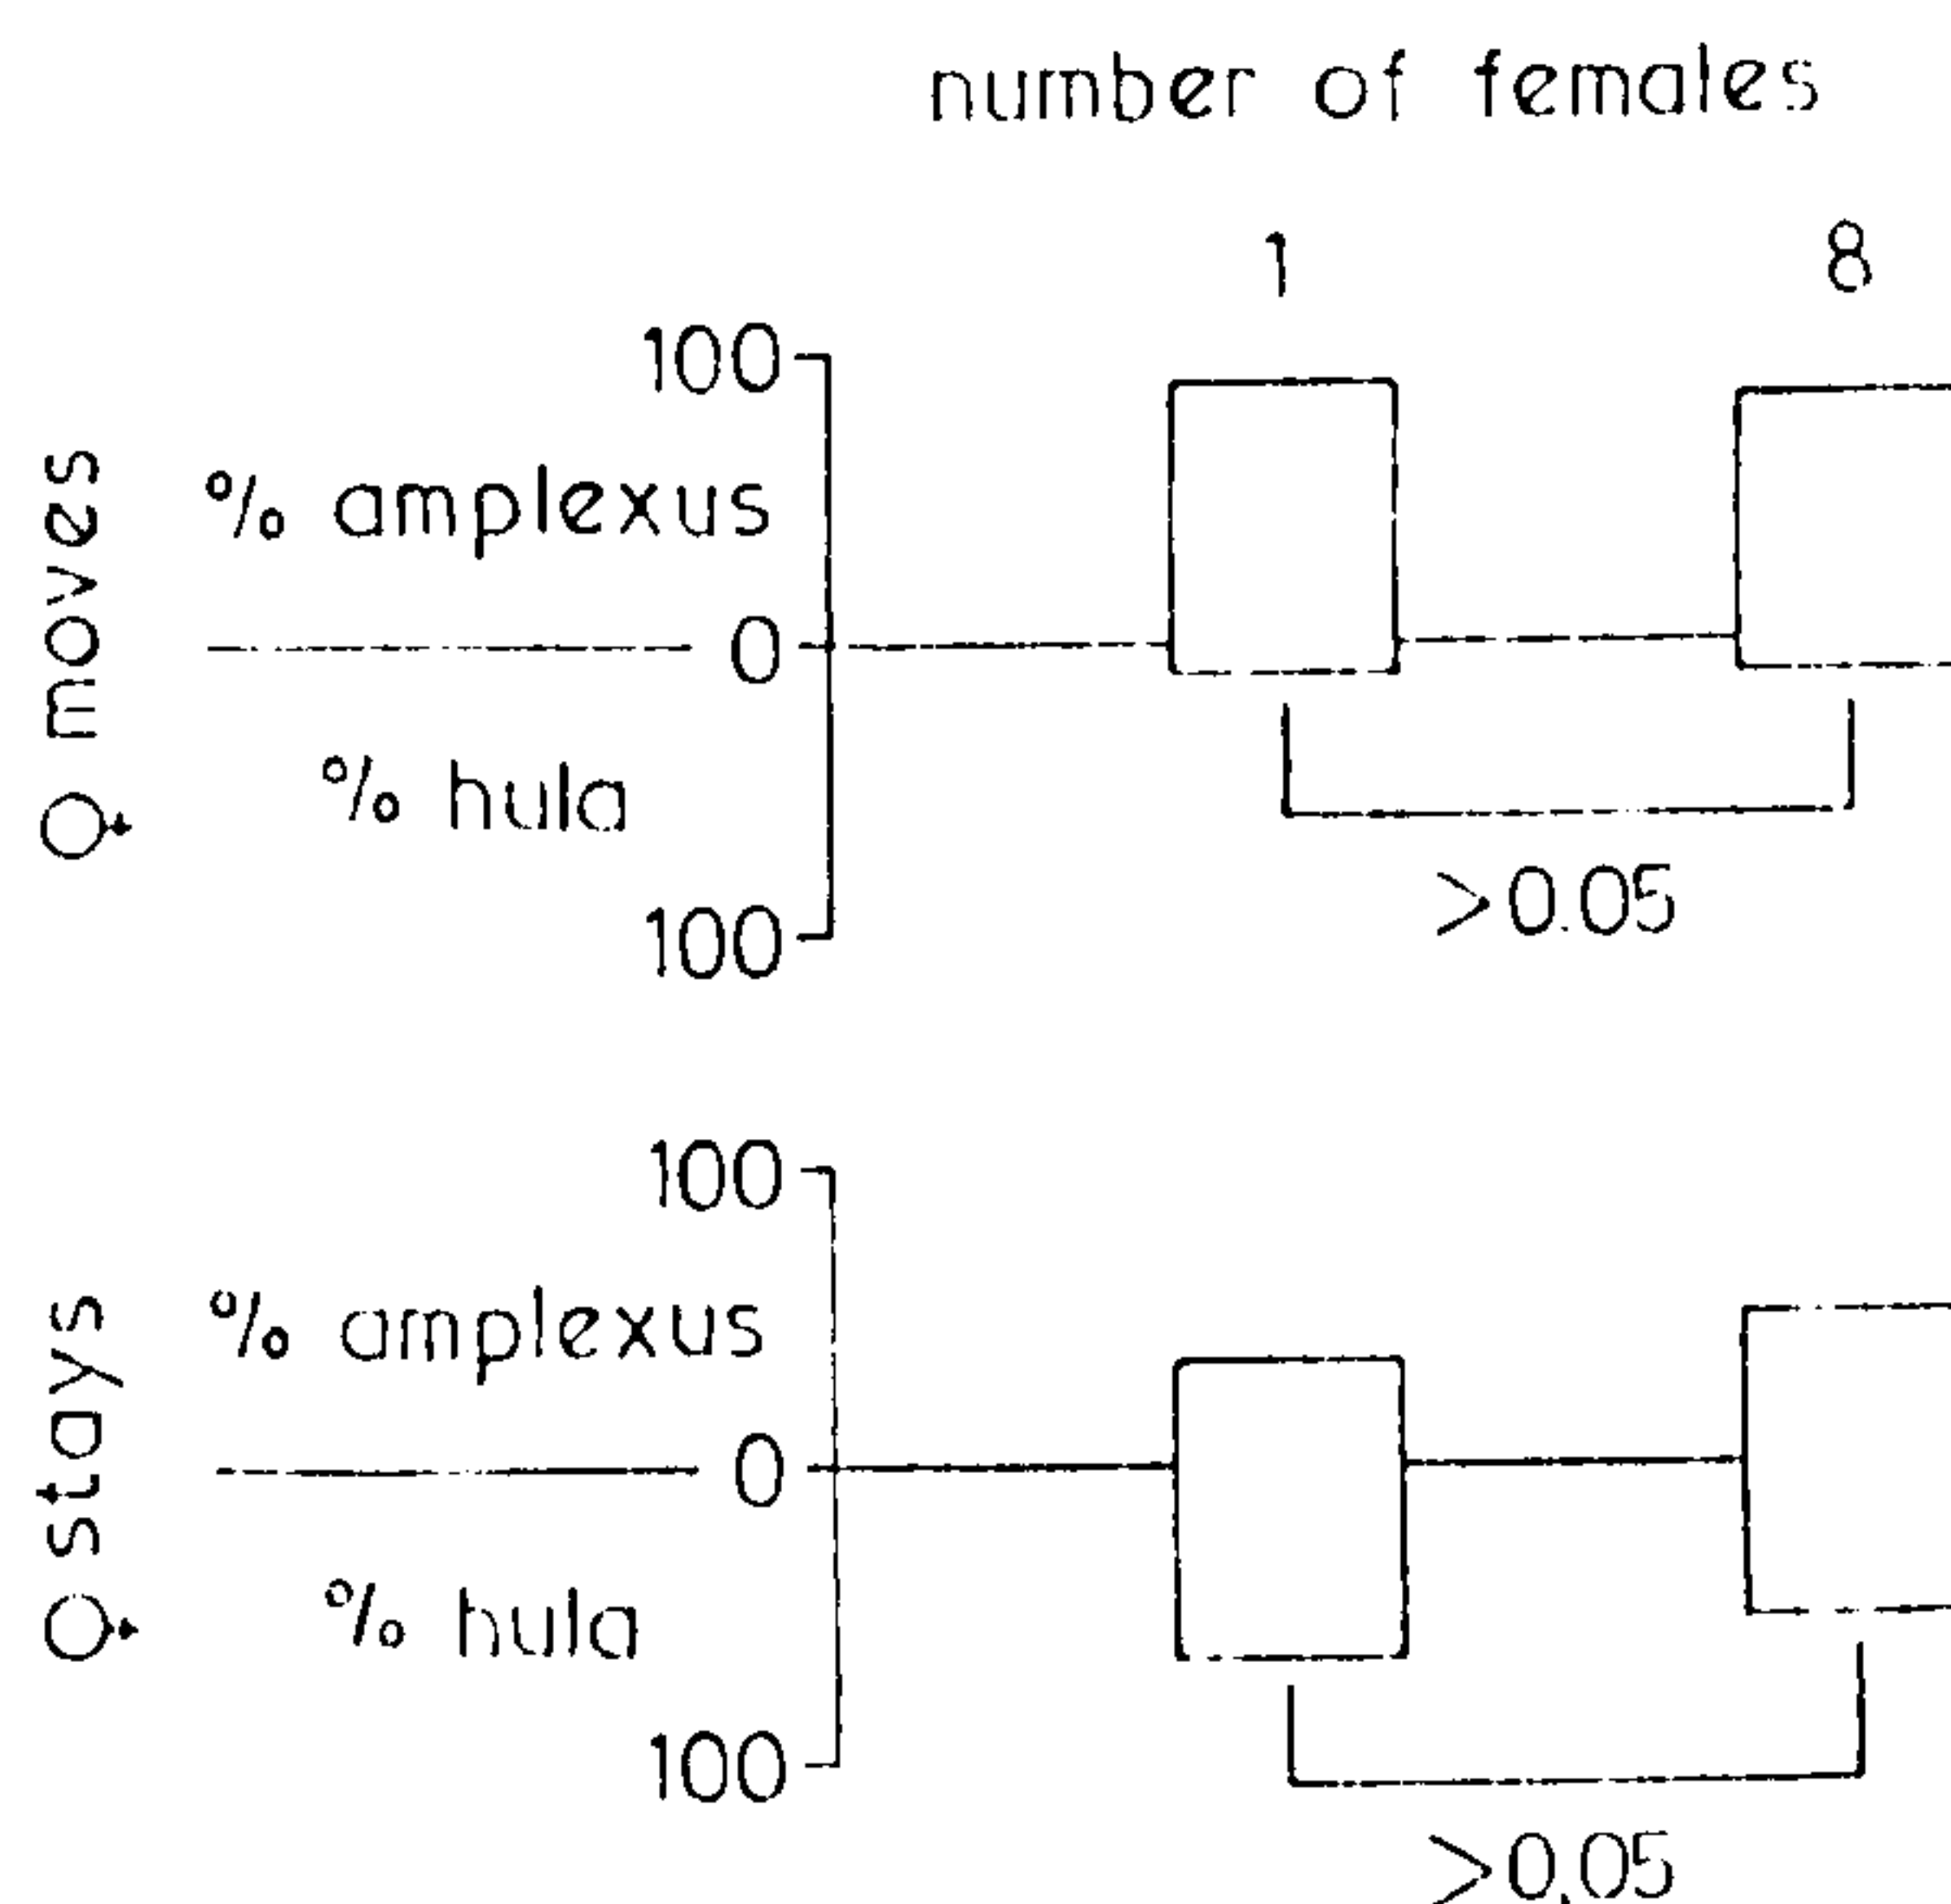 number of females
1 8
♀ moves
100
% amplexus
0
% hula
100
>0.05
♀ stays
100
% amplexus
0
% hula
100
>0.05